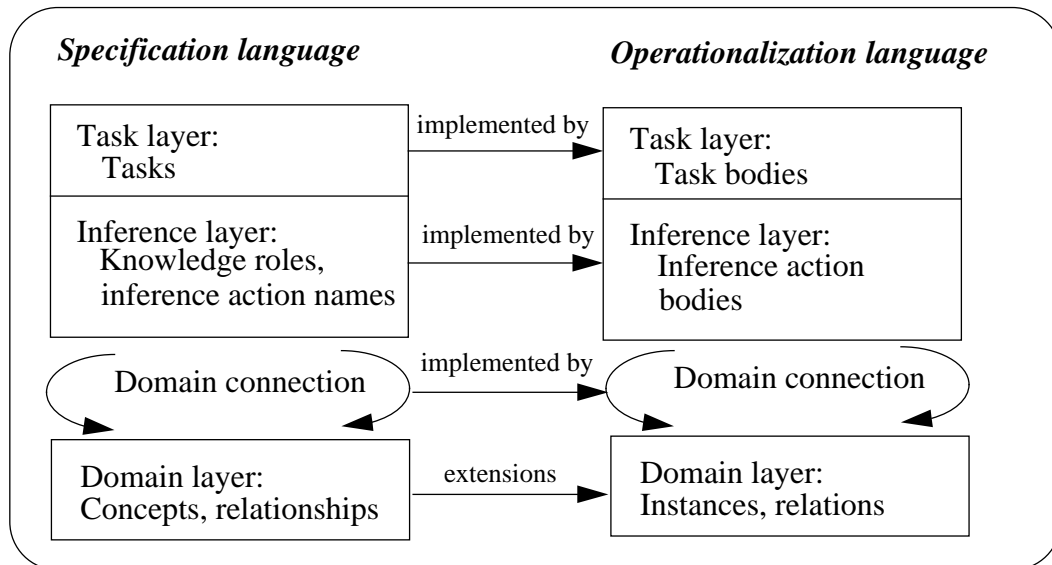 Specification language
Operationalization language
Task layer:
Tasks
implemented by
Task layer:
Task bodies
Inference layer:
Knowledge roles,
inference action names
implemented by
Inference layer:
Inference action
bodies
Domain connection
implemented by
Domain connection
Domain layer:
Concepts, relationships
extensions
Domain layer:
Instances, relations